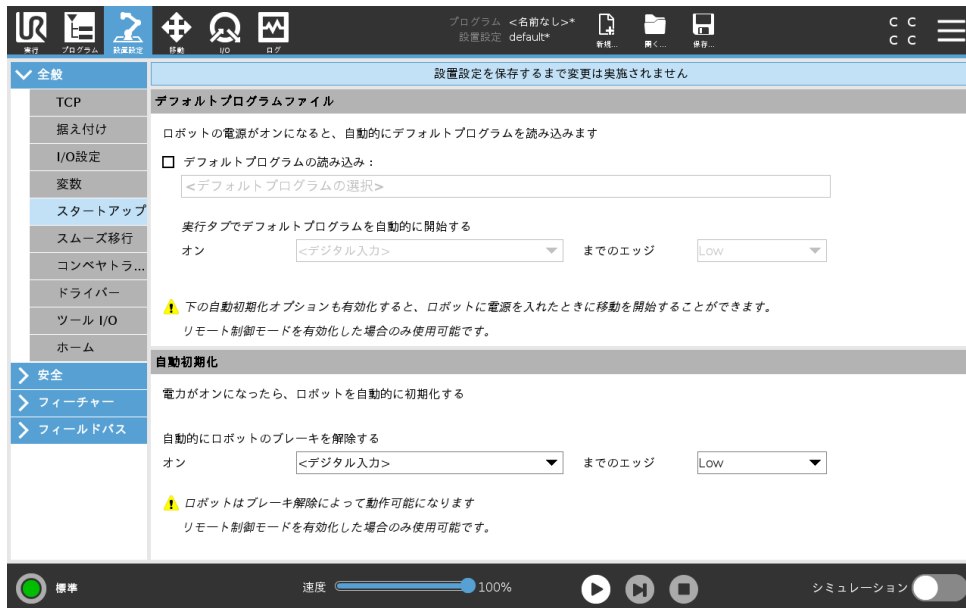 UR
実行 プログラム 設置設定 移動 I/O ログ
プログラム <名前なし>*
設置設定 default*
新規... 開く... 保存...
C C
C C
全般
TCP
据え付け
I/O設定
変数
スタートアップ
スムーズ移行
コンベヤトラ...
ドライバー
ツール I/O
ホーム
安全
フィーチャー
フィールドバス
設置設定を保存するまで変更は実施されません
デフォルトプログラムファイル
ロボットの電源がオンになると、自動的にデフォルトプログラムを読み込みます
デフォルトプログラムの読み込み：
<デフォルトプログラムの選択>
実行タブでデフォルトプログラムを自動的に開始する
オン <デジタル入力> までのエッジ Low
下の自動初期化オプションも有効化すると、ロボットに電源を入れたときに移動を開始することができます。
リモート制御モードを有効化した場合のみ使用可能です。
自動初期化
電力がオンになったら、ロボットを自動的に初期化する
自動的にロボットのブレーキを解除する
オン <デジタル入力> までのエッジ Low
ロボットはブレーキ解除によって動作可能になります
リモート制御モードを有効化した場合のみ使用可能です。
標準
速度 100%
シミュレーション